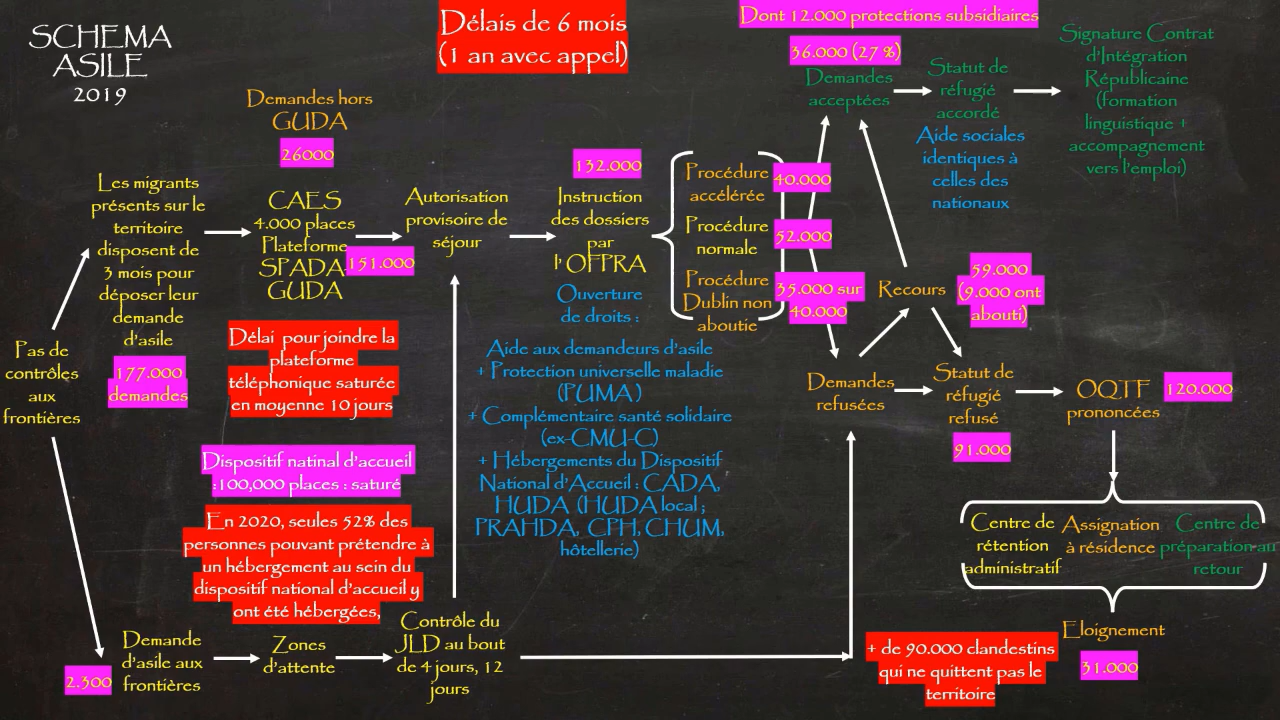 SCHEMA
ASILE
2019
Délais de 6 mois
(1 an avec appel)
Dont 12.000 protections subsidiaires
36.000 (27 %)
Demandes
acceptées
Statut de
réfugié
accordé
Aide sociales
identiques à
celles des
nationaux
Signature Contrat
d'Intégration
Républicaine
(formation
linguistique +
accompagnement
vers l'emploi)
Demandes hors
GUDA
26000
Les migrants
présents sur le
territoire
disposent de
3 mois pour
déposer leur
demande
d'asile
177.000
demandes
CAES
4.000 places
Plateforme
SPADA
GUDA
151.000
Autorisation
provisoire de
séjour
132.000
Instruction
des dossiers
par
l' OFPRA
Ouverture
de droits :
Aide aux demandeurs d'asile
+ Protection universelle maladie
(PUMA)
+ Complémentaire santé solidaire
(ex-CMU-C)
+ Hébergements du Dispositif
National d'Accueil : CADA,
HUDA (HUDA local ;
PRAHDA, CPH, CHUM,
hôtellerie)
Procédure
accélérée
40.000
Procédure
normale
52.000
Procédure
Dublin non
aboutie
35.000 sur
40.000
Recours
59.000
(9.000 ont
abouti)
Pas de
contrôles
aux
frontières
Délai pour joindre la
plateforme
téléphonique saturée
en moyenne 10 jours
Dispositif natinal d'accueil
:100,000 places : saturé
En 2020, seules 52% des
personnes pouvant prétendre à
un hébergement au sein du
dispositif national d'accueil y
ont été hébergées,
Demandes
refusées
Statut de
réfugié
refusé
91.000
OQTF
prononcées
120.000
Centre de
rétention
administratif
Assignation
à résidence
Centre de
préparation au
retour
Eloignement
31.000
+ de 90.000 clandestins
qui ne quittent pas le
territoire
2.300
Demande
d'asile aux
frontières
Zones
d'attente
Contrôle du
JLD au bout
de 4 jours, 12
jours